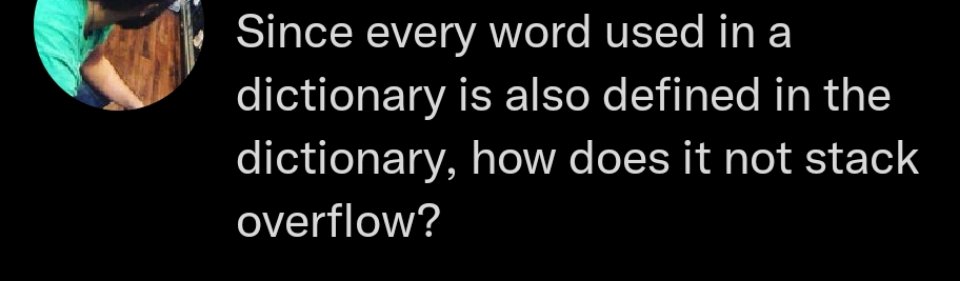 Since every word used in a
dictionary is also defined in the
dictionary, how does it not stack
overflow?